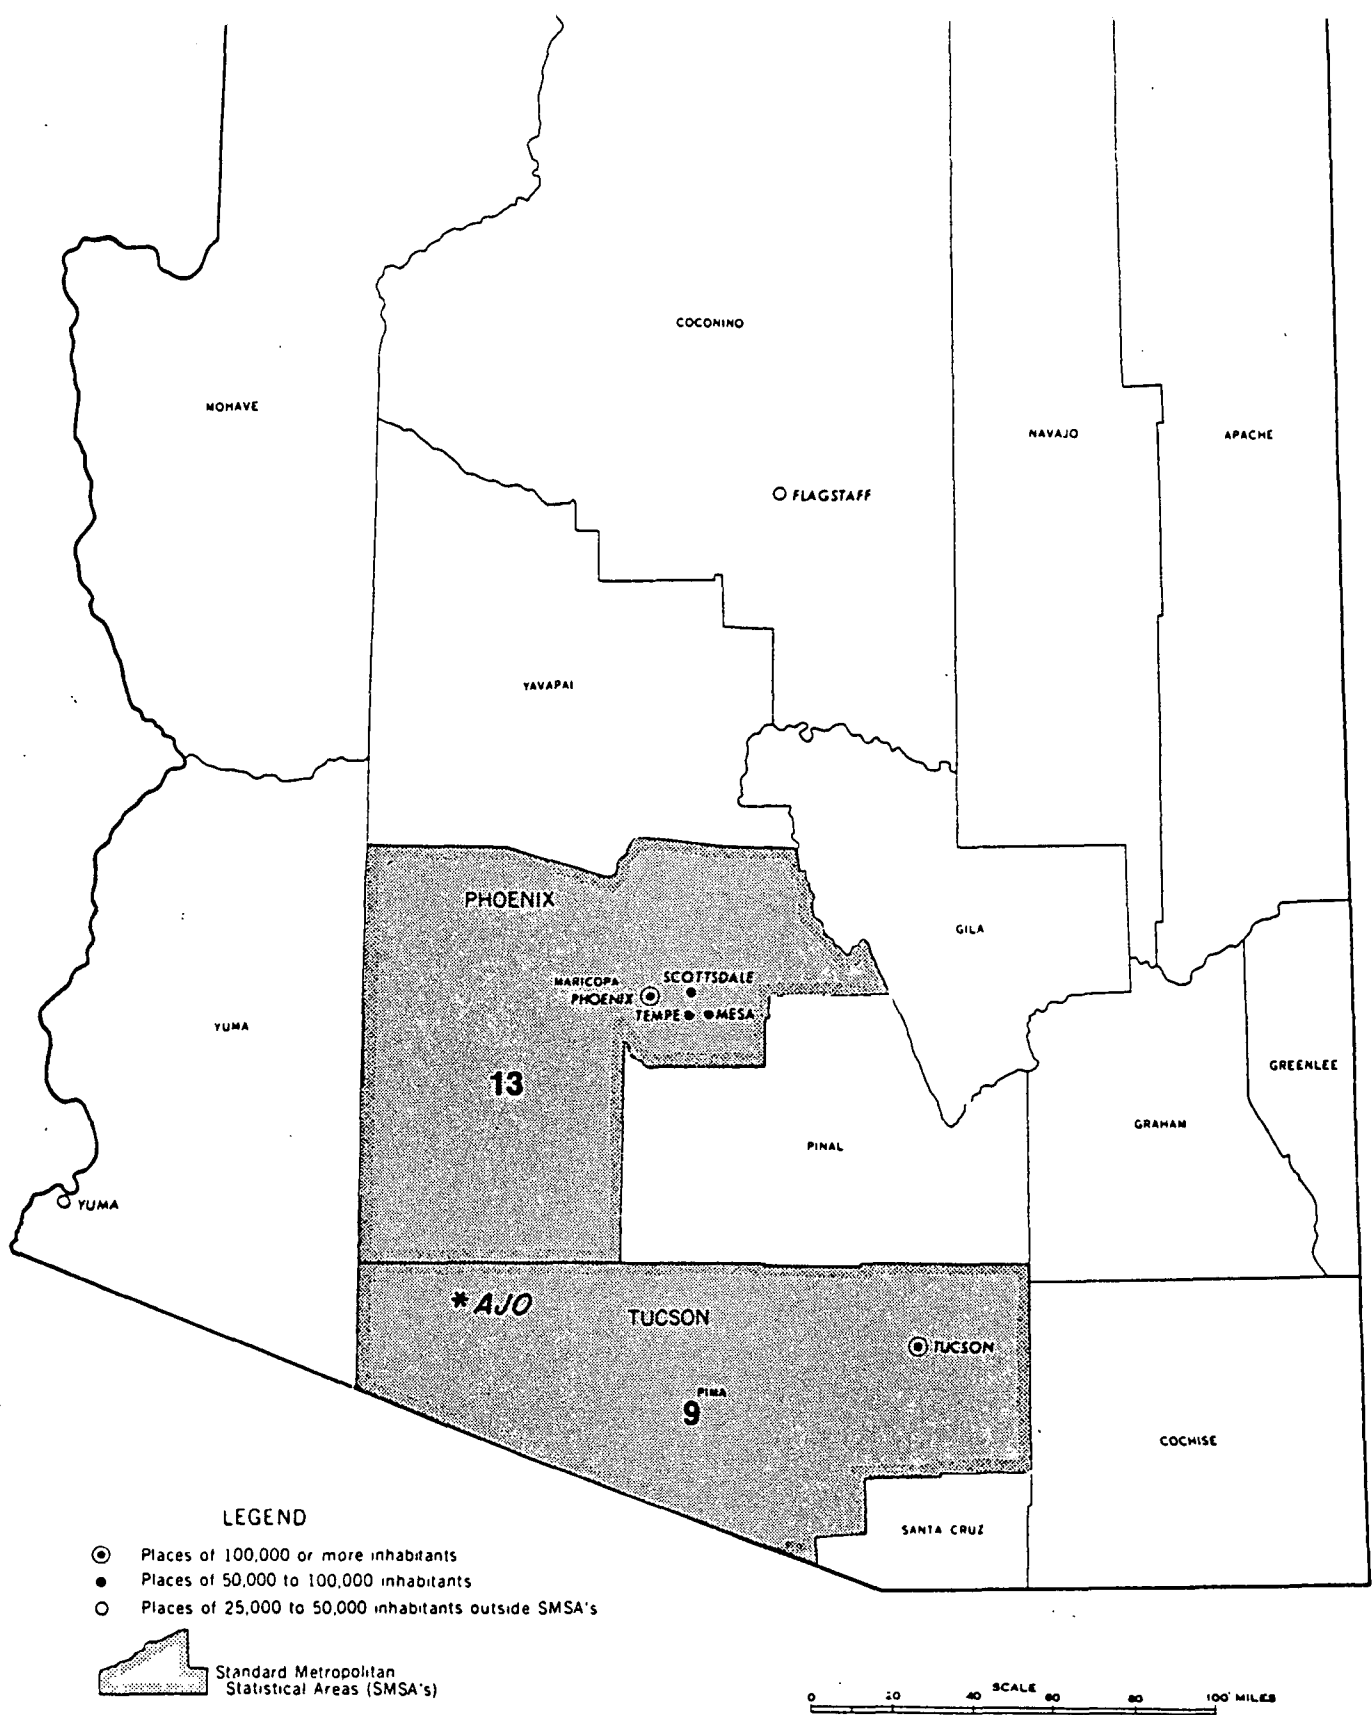 COCONINO
MOHAVE
NAVAJO
APACHE
FLAGSTAFF
YAVAPAI
PHOENIX
GILA
MARICOPA
SCOTTSDALE
PHOENIX
TEMPE
MESA
YUMA
GREENLEE
13
GRAHAM
PINAL
YUMA
* AJO
TUCSON
TUCSON
PIMA
9
COCHISE
SANTA CRUZ
LEGEND
Places of 100,000 or more inhabitants
Places of 50,000 to 100,000 inhabitants
Places of 25,000 to 50,000 inhabitants outside SMSA's
Standard Metropolitan
Statistical Areas (SMSA's)
SCALE
0 20 40 60 80 100 MILES